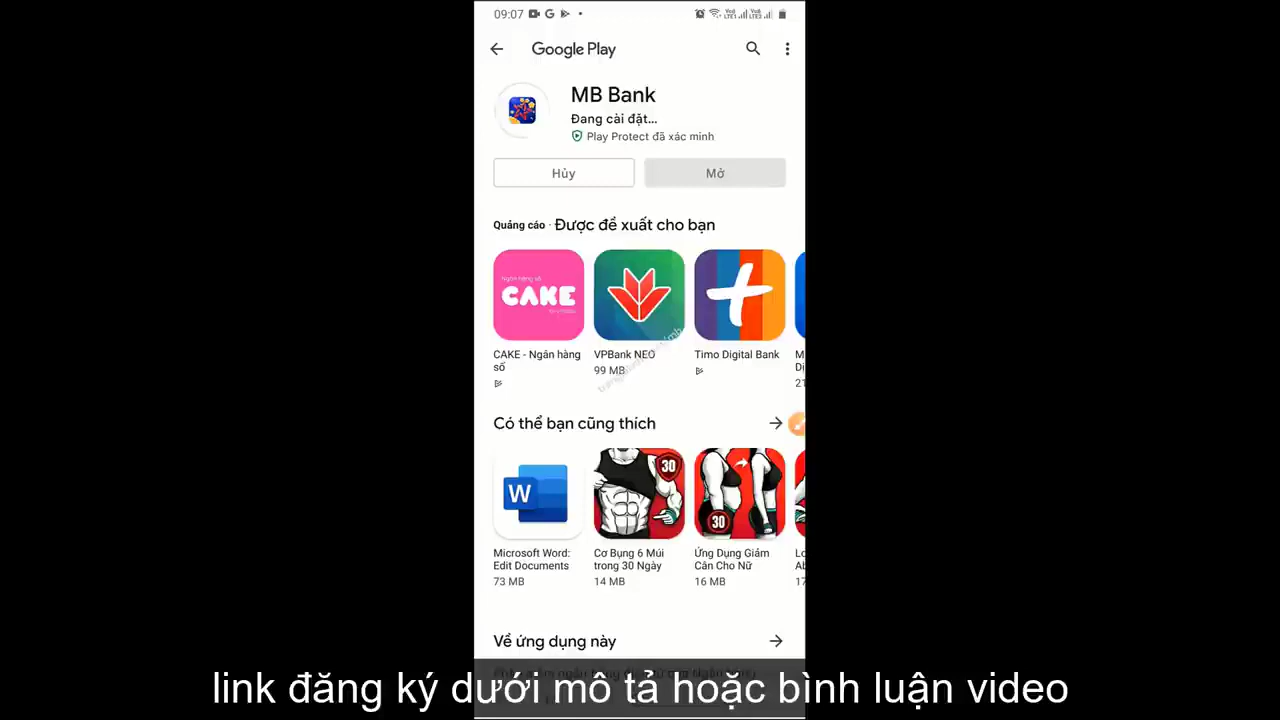 09:07
Google Play
MB Bank
Đang cài đặt...
Play Protect đã xác minh
Hủy
Mở
Quảng cáo · Được đề xuất cho bạn
Ngân hàng số
CAKE
CAKE - Ngân hàng số
VPBank NEO
99 MB
Timo Digital Bank
Có thể bạn cũng thích
W
30
30
Microsoft Word: Edit Documents
73 MB
Cơ Bụng 6 Múi trong 30 Ngày
14 MB
Ứng Dụng Giảm Cân Cho Nữ
16 MB
Về ứng dụng này
link đăng ký dưới mô tả hoặc bình luận video